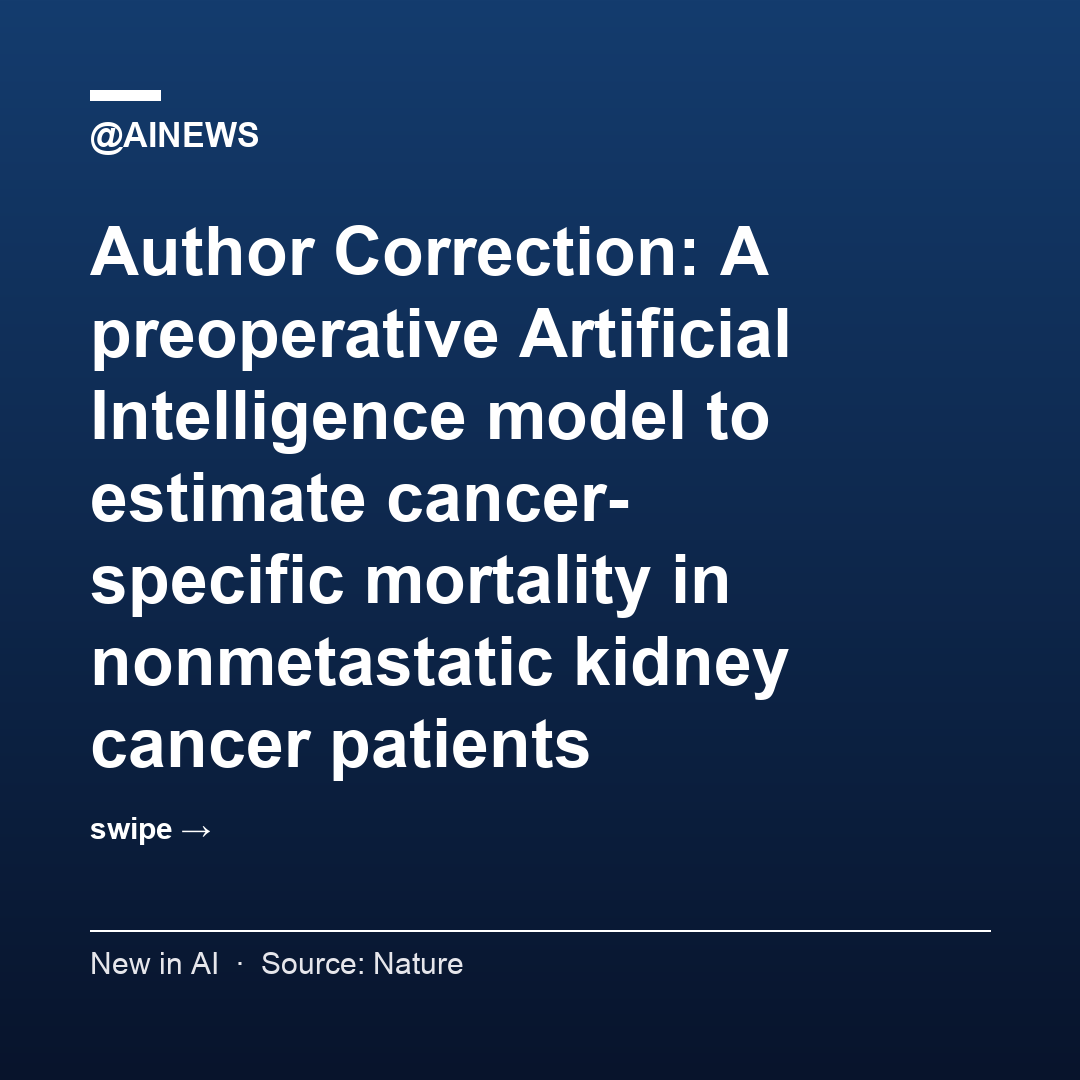 @AINEWS
Author Correction: A
preoperative Artificial
Intelligence model to
estimate cancer-
specific mortality in
nonmetastatic kidney
cancer patients
swipe →
New in AI · Source: Nature